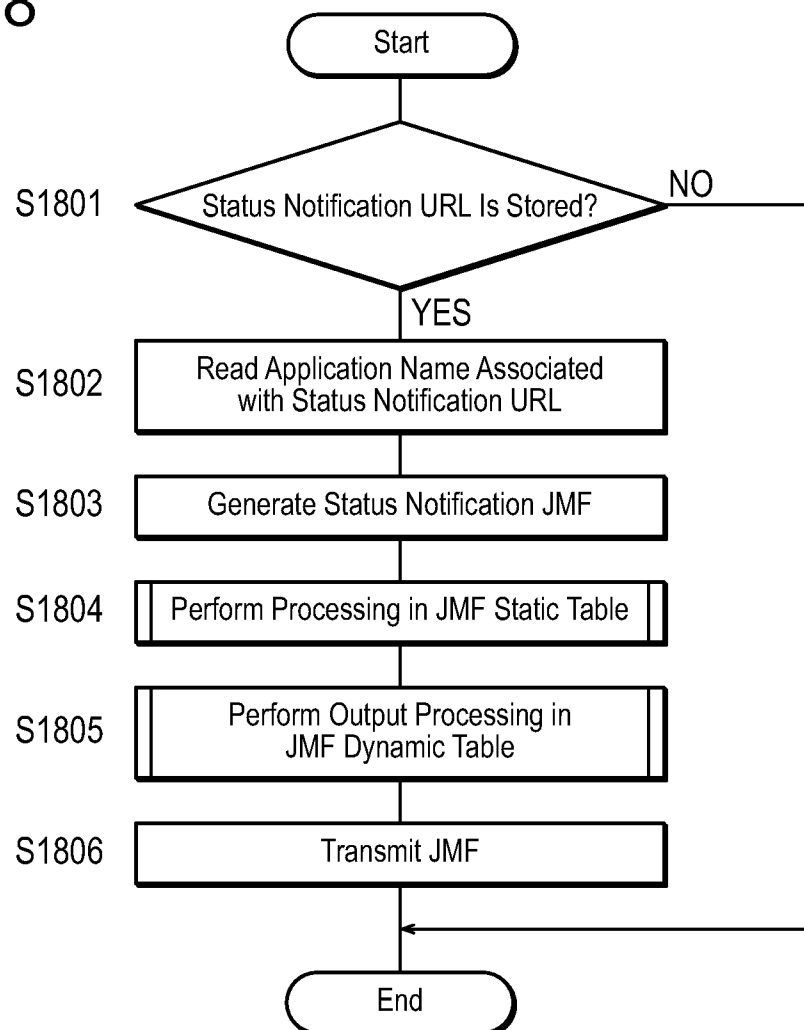 8
Start
S1801
Status Notification URL Is Stored?
NO
YES
S1802
Read Application Name Associated
with Status Notification URL
S1803
Generate Status Notification JMF
S1804
Perform Processing in JMF Static Table
S1805
Perform Output Processing in
JMF Dynamic Table
S1806
Transmit JMF
End